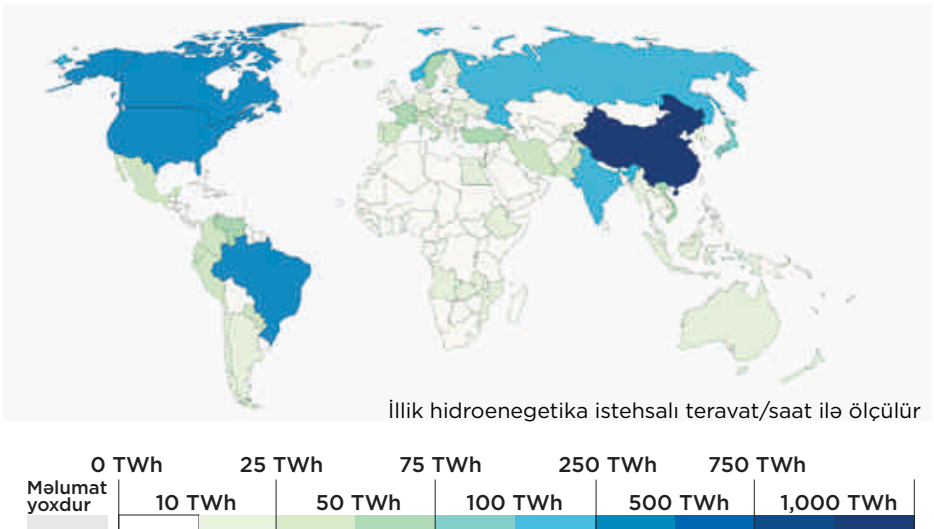 İllik hidroenegetika istehsalı teravat/saat ilə ölçülür
0 TWh 25 TWh 75 TWh 250 TWh 750 TWh
Məlumat
yoxdur 10 TWh 50 TWh 100 TWh 500 TWh 1,000 TWh